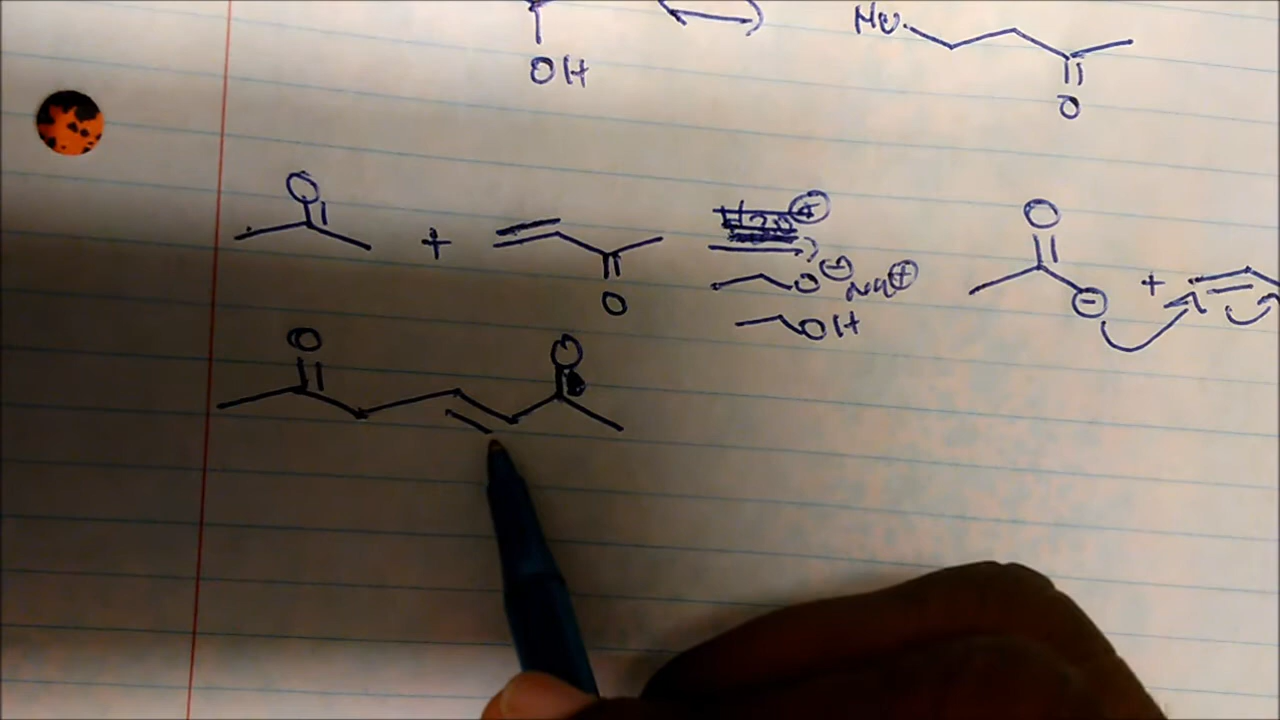 OH
HO
O
O + O
H2O ⊕
O ⊖ Na ⊕
OH
O
⊖ +
O O